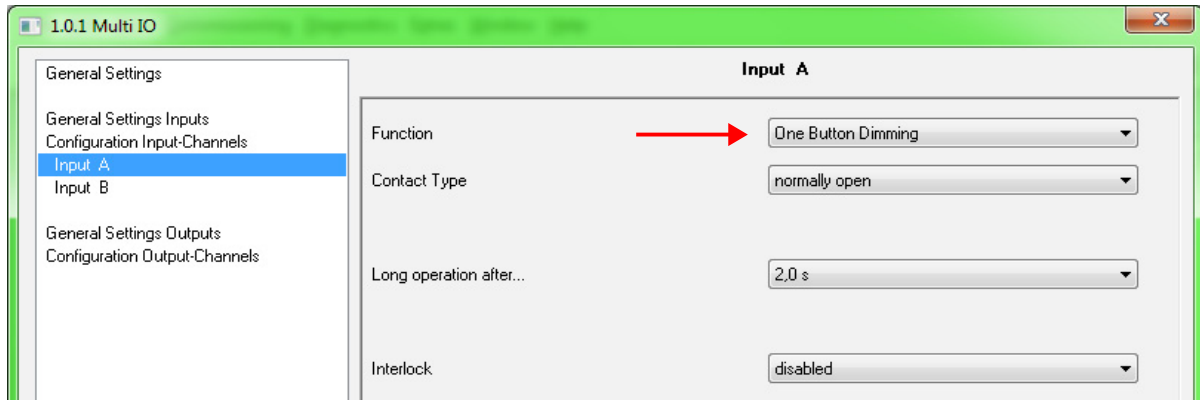 1.0.1 Multi IO
General Settings
General Settings Inputs
Configuration Input-Channels
Input A
Input B
General Settings Outputs
Configuration Output-Channels
Input A
Function
One Button Dimming
Contact Type
normally open
Long operation after...
2,0 s
Interlock
disabled